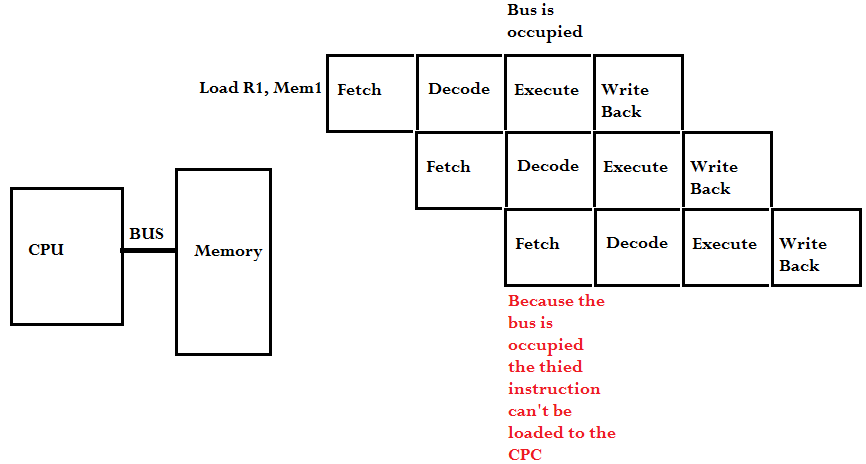 Bus is
occupied
Load R1, Mem1
Fetch
Decode
Execute
Write
Back
Fetch
Decode
Execute
Write
Back
Fetch
Decode
Execute
Write
Back
CPU
BUS
Memory
Because the
bus is
occupied
the thied
instruction
can't be
loaded to the
CPC